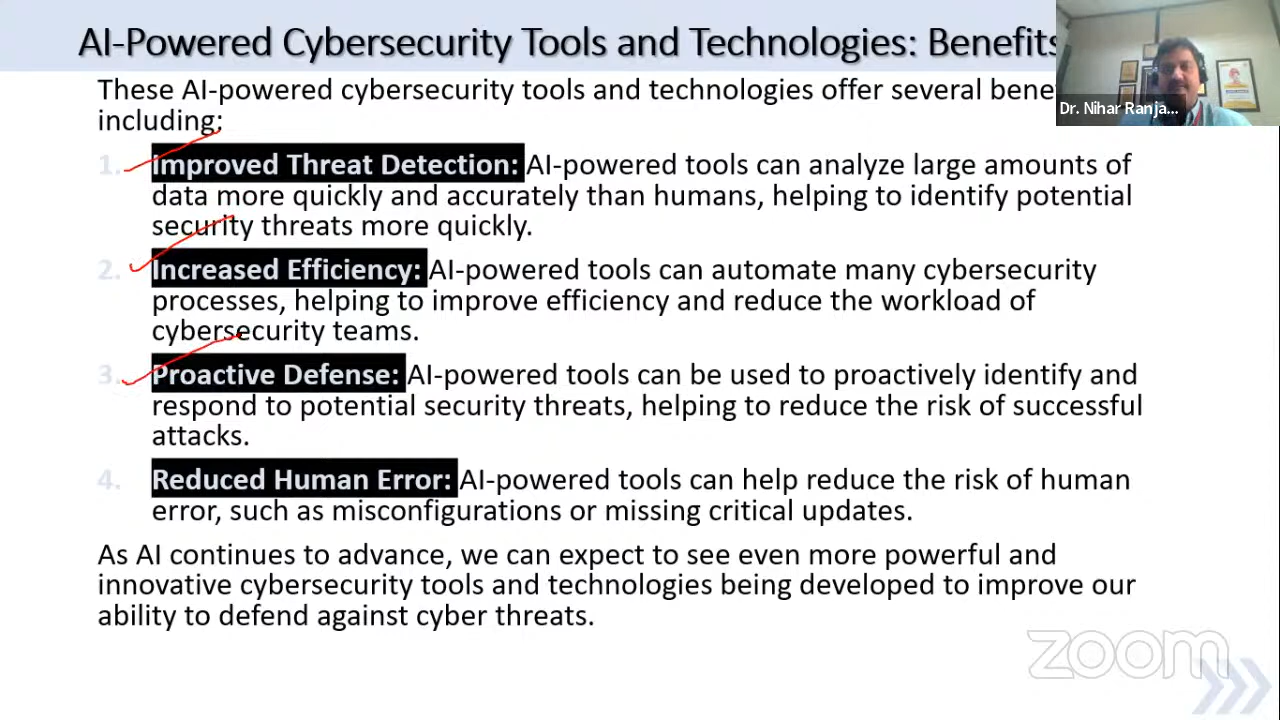 AI-Powered Cybersecurity Tools and Technologies: Benefits
These AI-powered cybersecurity tools and technologies offer several bene
including;
1. Improved Threat Detection: AI-powered tools can analyze large amounts of
data more quickly and accurately than humans, helping to identify potential
security threats more quickly.
2. Increased Efficiency: AI-powered tools can automate many cybersecurity
processes, helping to improve efficiency and reduce the workload of
cybersecurity teams.
3. Proactive Defense: AI-powered tools can be used to proactively identify and
respond to potential security threats, helping to reduce the risk of successful
attacks.
4. Reduced Human Error: AI-powered tools can help reduce the risk of human
error, such as misconfigurations or missing critical updates.
As AI continues to advance, we can expect to see even more powerful and
innovative cybersecurity tools and technologies being developed to improve our
ability to defend against cyber threats.
Dr. Nihar Ranja...
zoom